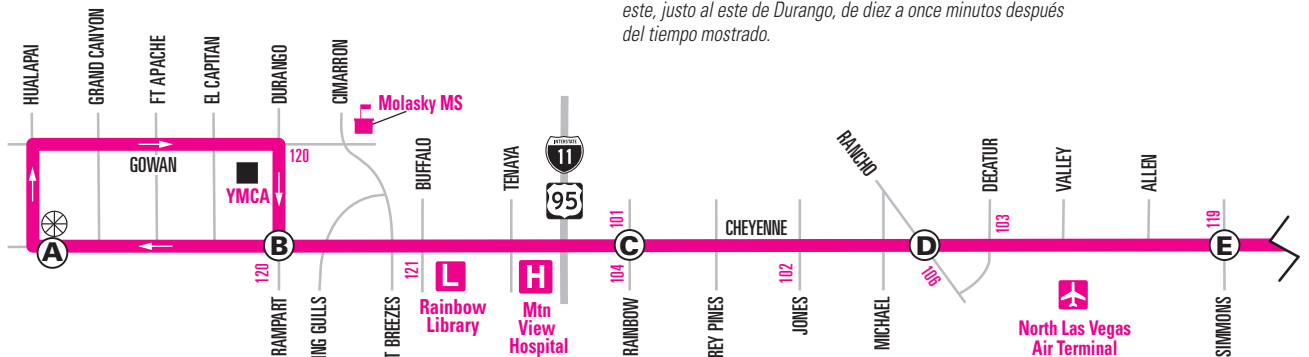 este, justo al este de Durango, de diez a once minutos después
del tiempo mostrado.
HUALAPAI
GRAND CANYON
FT APACHE
EL CAPITAN
DURANGO
CIMARRON
Molasky MS
120
GOWAN
YMCA
BUFFALO
TENAYA
INTERSTATE
11
95
101
CHEYENNE
RANCHO
DECATUR
103
VALLEY
ALLEN
119
A
B
C
D
E
120
RAMPART
ING GULLS
T BREEZES
121
L
Rainbow
Library
H
Mtn
View
Hospital
104
RAINBOW
REY PINES
102
JONES
MICHAEL
106
North Las Vegas
Air Terminal
SIMMONS